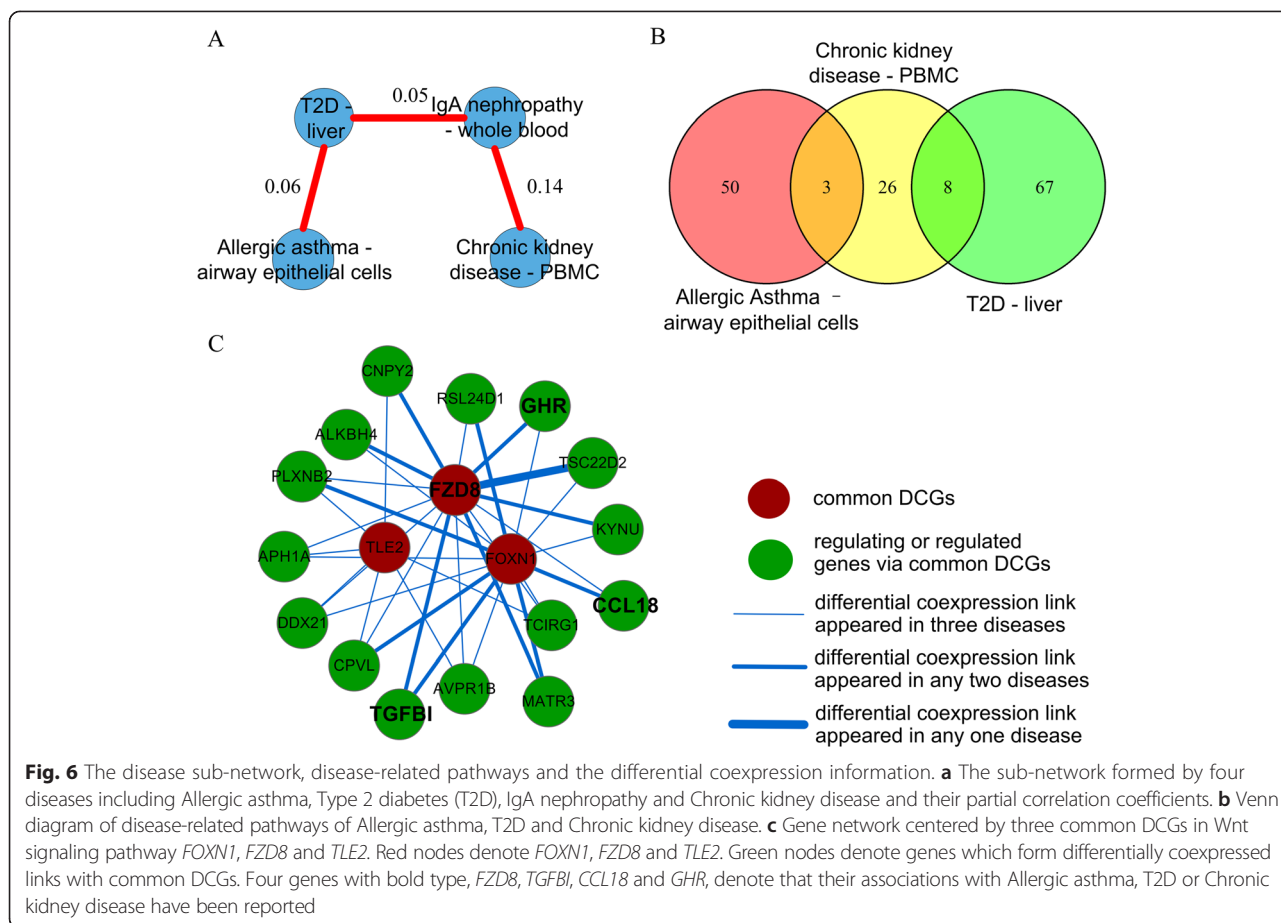 A
T2D -
liver
0.05
IgA nephropathy
- whole blood
0.06
0.14
Allergic asthma -
airway epithelial cells
Chronic kidney
disease - PBMC
B
Chronic kidney
disease - PBMC
50
3
26
8
67
Allergic Asthma -
airway epithelial cells
T2D - liver
C
CNPY2
RSL24D1
GHR
ALKBH4
TSC22D2
PLXNB2
FZD8
KYNU
APH1A
TLE2
FOXN1
CCL18
DDX21
TCIRG1
CPVL
AVPR1B
MATR3
TGFBI
common DCGs
regulating or regulated
genes via common DCGs
differential coexpression link
appeared in three diseases
differential coexpression link
appeared in any two diseases
differential coexpression link
appeared in any one disease
Fig. 6 The disease sub-network, disease-related pathways and the differential coexpression information. a The sub-network formed by four
diseases including Allergic asthma, Type 2 diabetes (T2D), IgA nephropathy and Chronic kidney disease and their partial correlation coefficients. b Venn
diagram of disease-related pathways of Allergic asthma, T2D and Chronic kidney disease. c Gene network centered by three common DCGs in Wnt
signaling pathway FOXN1, FZD8 and TLE2. Red nodes denote FOXN1, FZD8 and TLE2. Green nodes denote genes which form differentially coexpressed
links with common DCGs. Four genes with bold type, FZD8, TGFBI, CCL18 and GHR, denote that their associations with Allergic asthma, T2D or Chronic
kidney disease have been reported